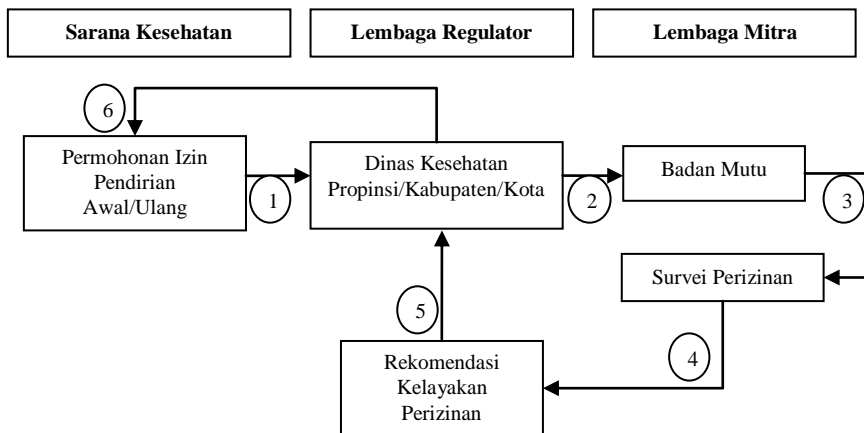 Sarana Kesehatan
Lembaga Regulator
Lembaga Mitra
6
Permohonan Izin
Pendirian
Awal/Ulang
1
Dinas Kesehatan
Propinsi/Kabupaten/Kota
2
Badan Mutu
3
Survei Perizinan
4
5
Rekomendasi
Kelayakan
Perizinan